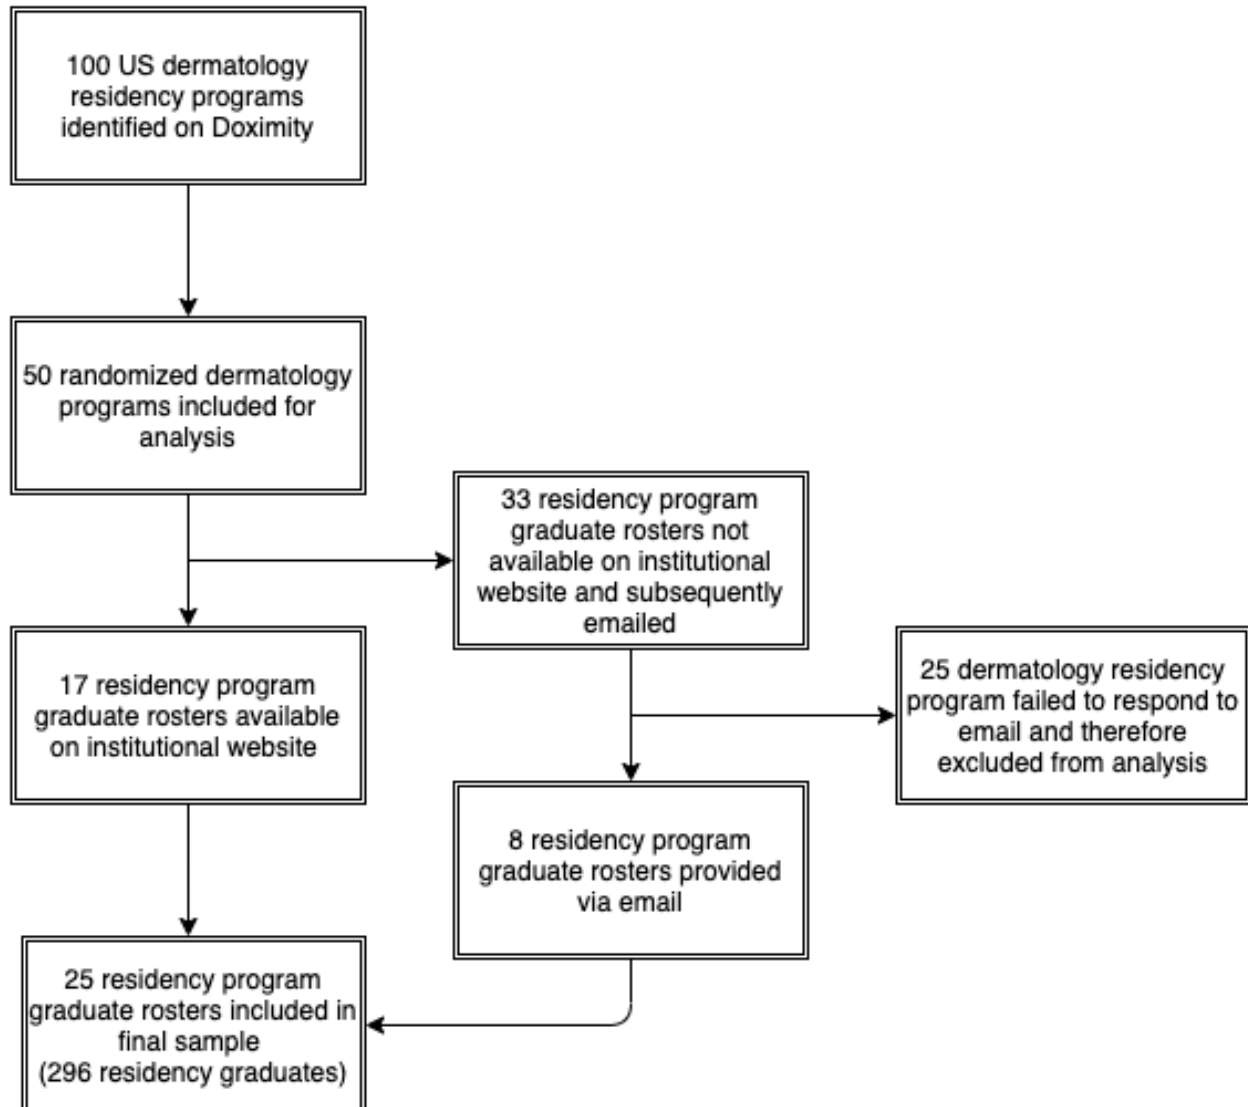 100 US dermatology
residency programs
identified on Doximity
50 randomized dermatology
programs included for
analysis
33 residency program
graduate rosters not
available on institutional
website and subsequently
emailed
17 residency program
graduate rosters available
on institutional website
25 dermatology residency
program failed to respond to
email and therefore
excluded from analysis
8 residency program
graduate rosters provided
via email
25 residency program
graduate rosters included in
final sample
(296 residency graduates)